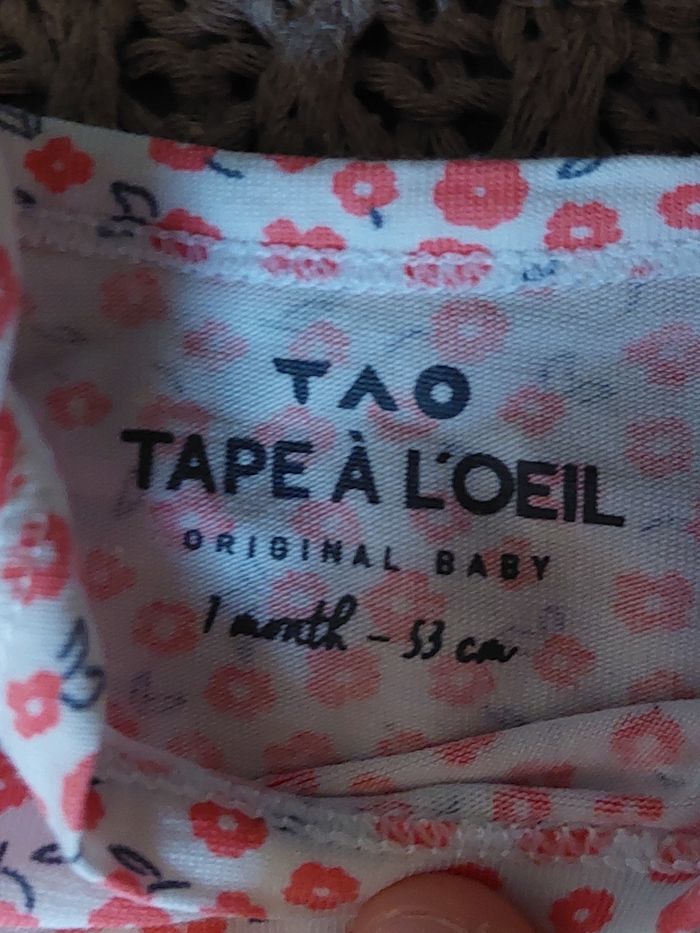 TAO
TAPE À L'OEIL
ORIGINAL BABY
1 month - 53 cm